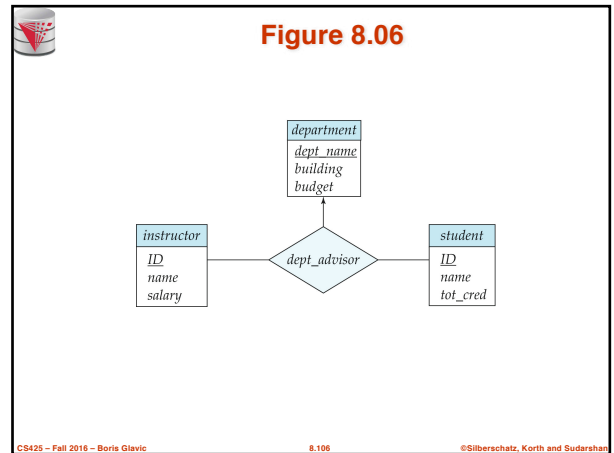 Figure 8.06
department
dept_name
building
budget
instructor
ID
name
salary
dept_advisor
student
ID
name
tot_cred
CS425 – Fall 2016 – Boris Glavic 8.106 ©Silberschatz, Korth and Sudarshan